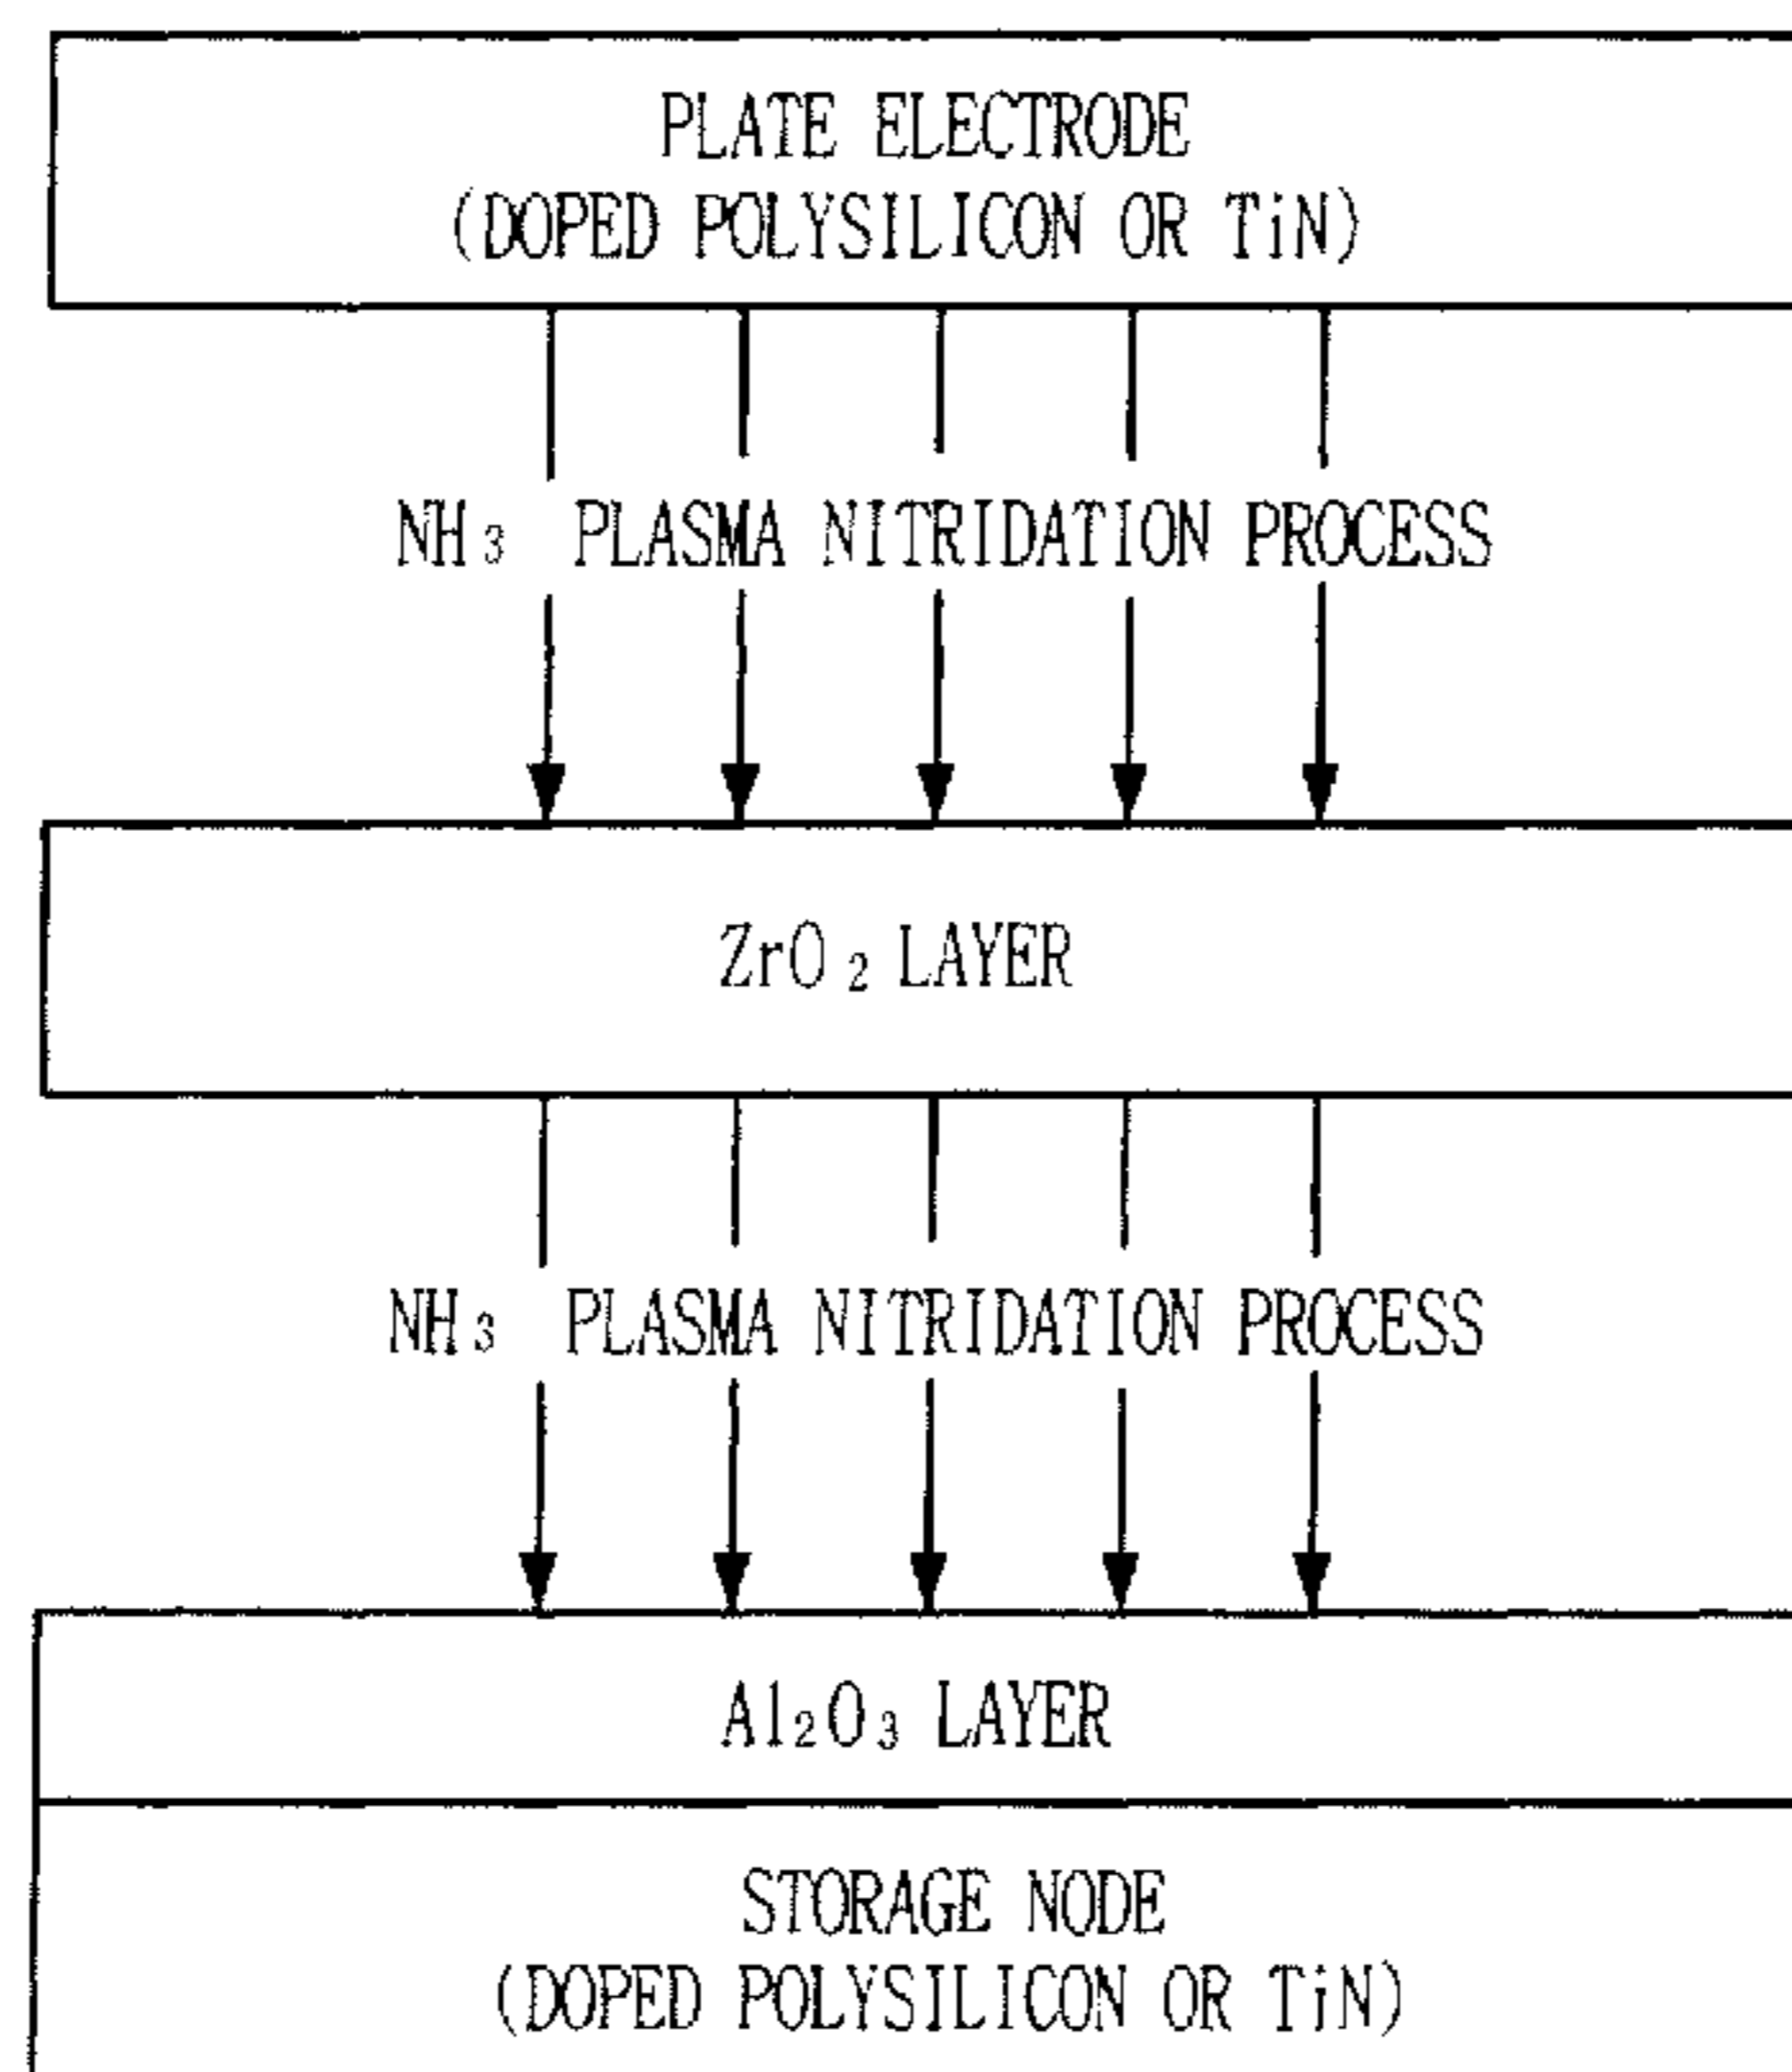 PLATE ELECTRODE
(DOPED POLYSILICON OR TiN)
NH₃ PLASMA NITRIDATION PROCESS
ZrO₂ LAYER
NH₃ PLASMA NITRIDATION PROCESS
Al₂O₃ LAYER
STORAGE NODE
(DOPED POLYSILICON OR TiN)